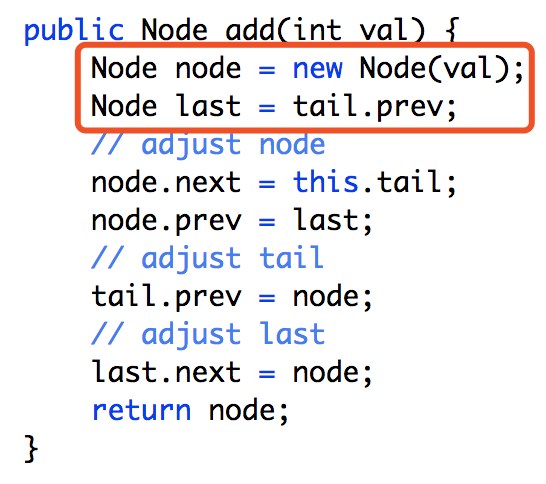 public Node add(int val) {
Node node = new Node(val);
Node last = tail.prev;
// adjust node
node.next = this.tail;
node.prev = last;
// adjust tail
tail.prev = node;
// adjust last
last.next = node;
return node;
}